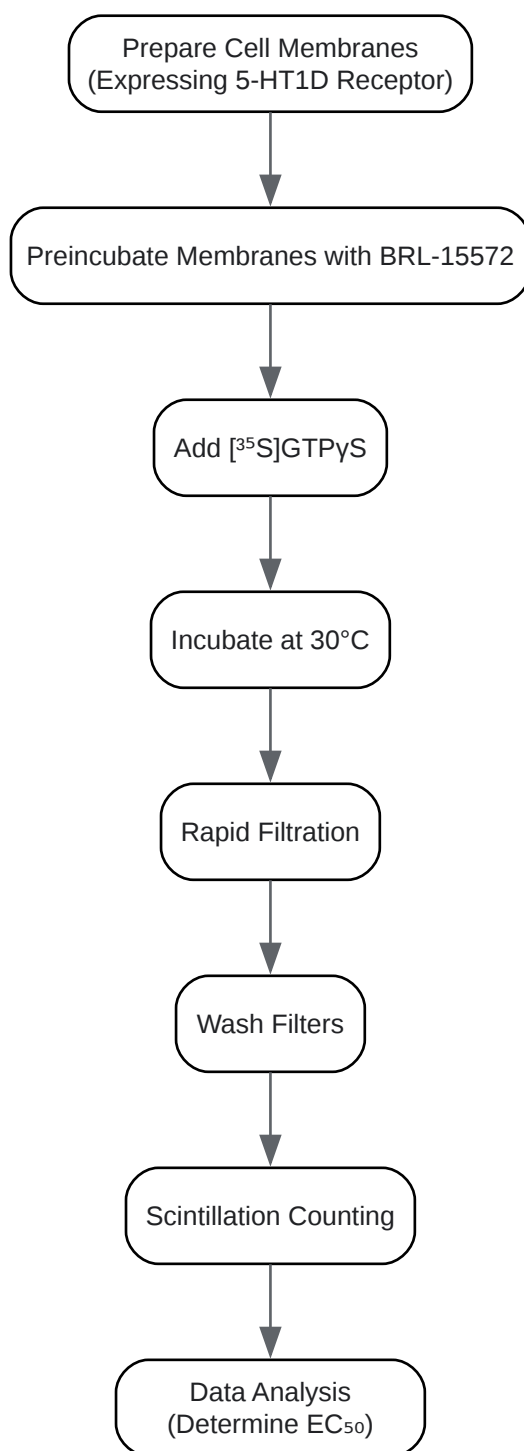 Prepare Cell Membranes
(Expressing 5-HT1D Receptor)
Preincubate Membranes with BRL-15572
Add [³⁵S]GTPγS
Incubate at 30°C
Rapid Filtration
Wash Filters
Scintillation Counting
Data Analysis
(Determine EC₅₀)